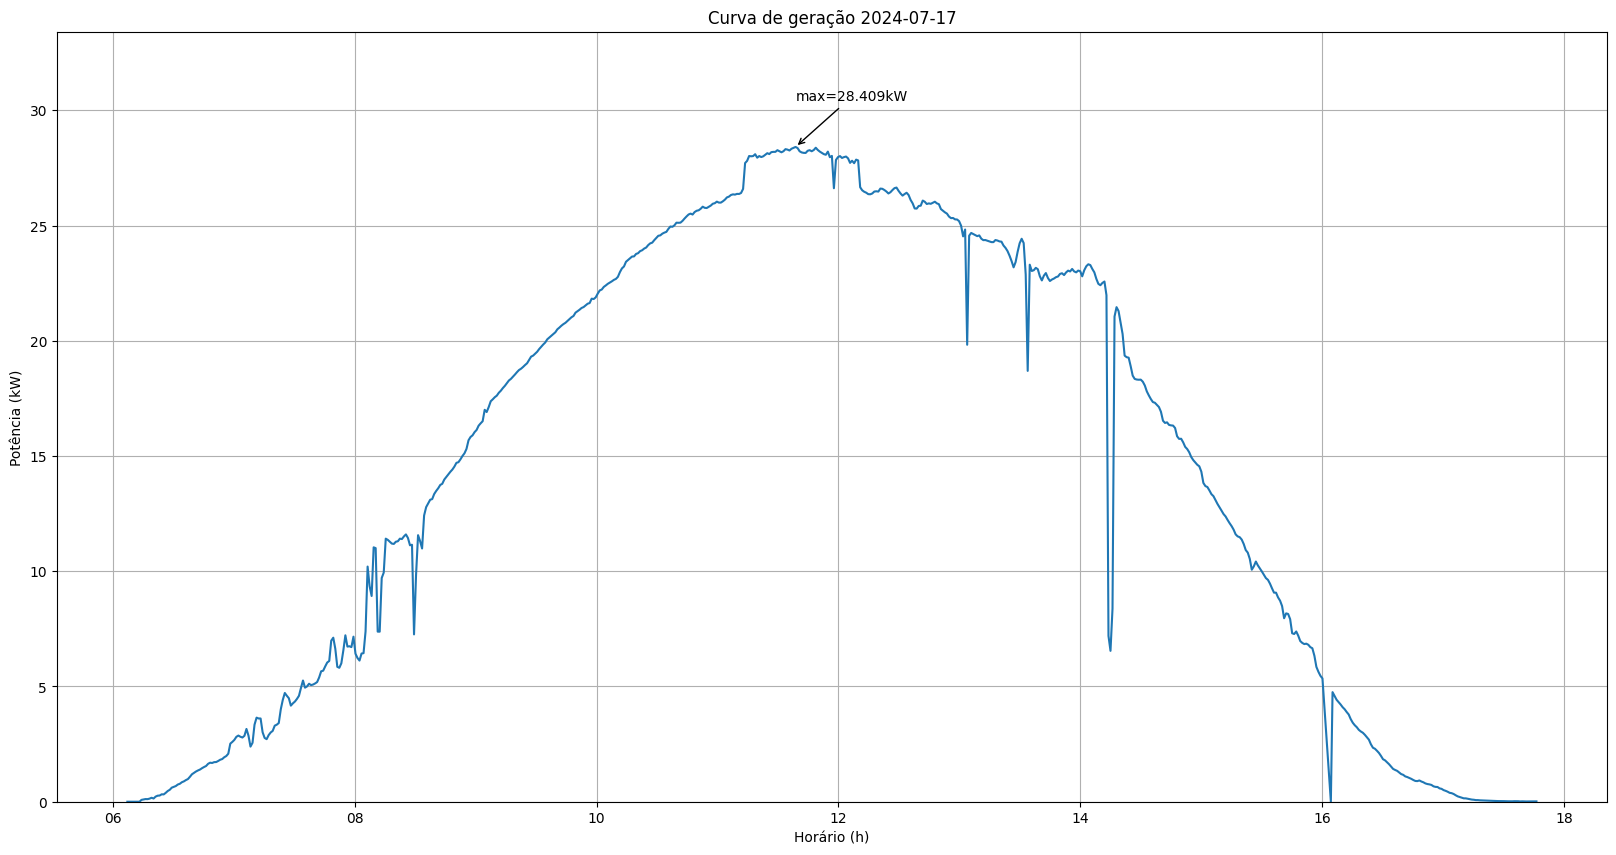 Curva de geração 2024-07-17
max=28.409kW
30
25
20
15
10
5
0
Potência (kW)
06 08 10 12 14 16 18
Horário (h)